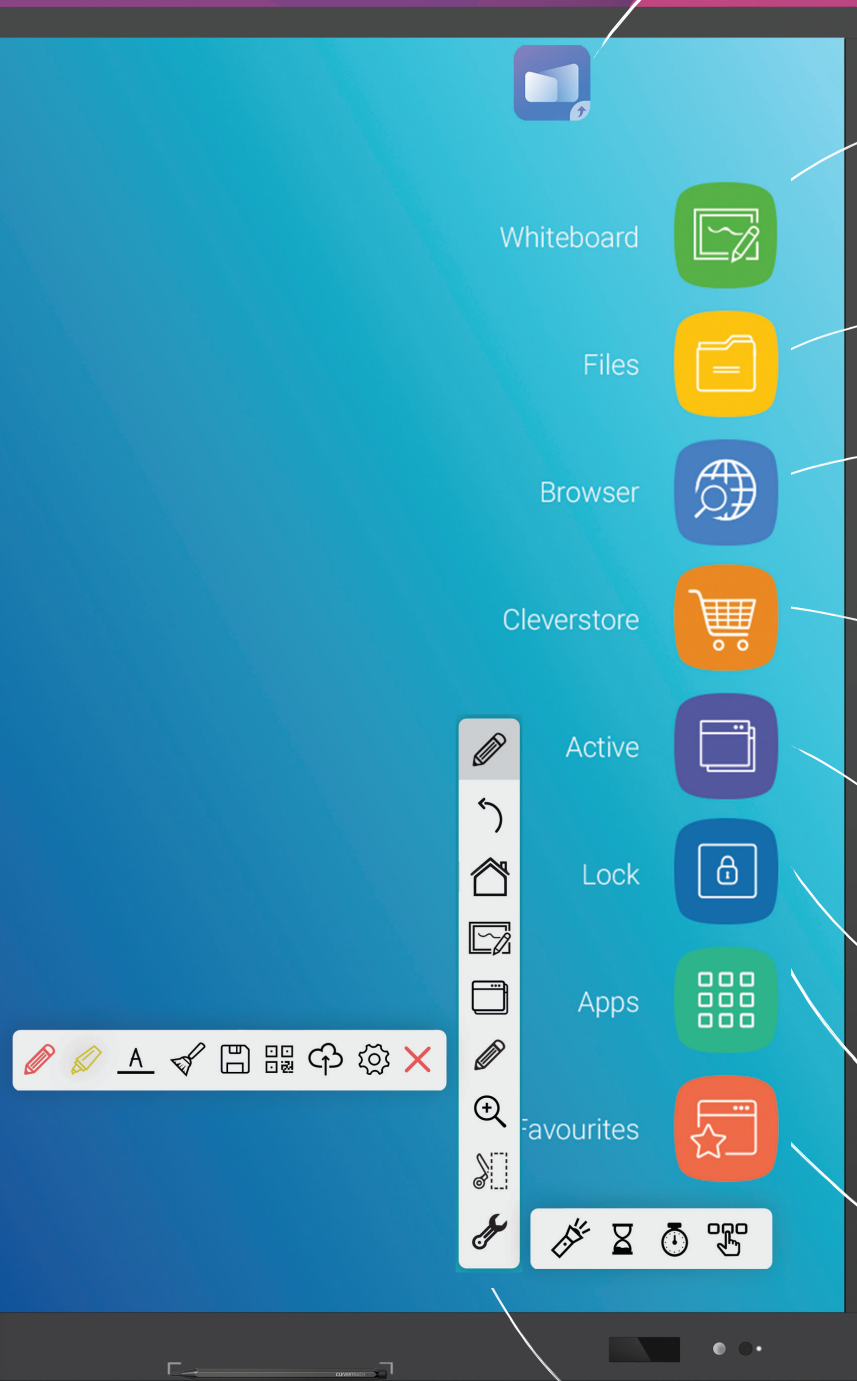 Whiteboard
Files
Browser
Cleverstore
Active
Lock
Apps
Favourites
A